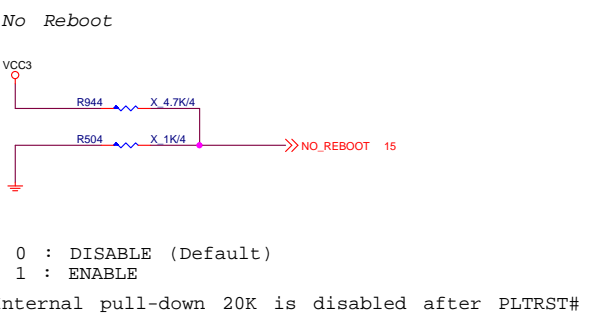 No Reboot
VCC3
R944 X_4.7K/4
R504 X_1K/4
NO_REBOOT 15
0 : DISABLE (Default)
1 : ENABLE
nternal pull-down 20K is disabled after PLTRST#